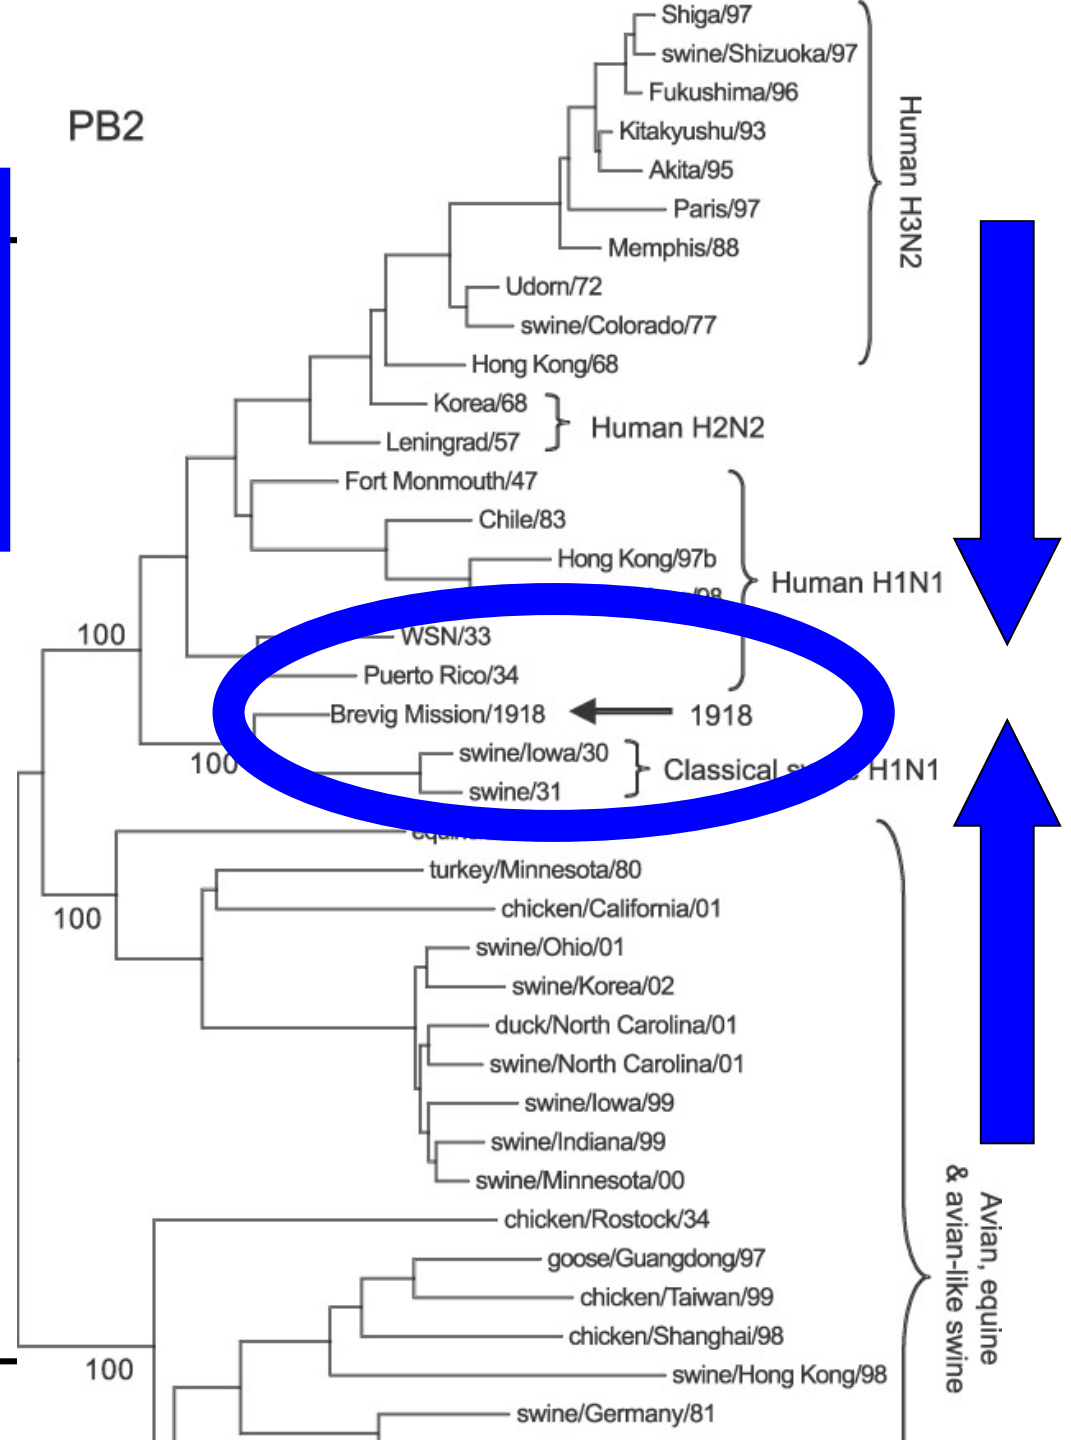 PB2
Shiga/97
swine/Shizuoka/97
Fukushima/96
Kitakyushu/93
Akita/95
Paris/97
Memphis/88
Udorn/72
swine/Colorado/77
Hong Kong/68
Human H3N2
Korea/68
Leningrad/57
Human H2N2
Fort Monmouth/47
Chile/83
Hong Kong/97b
Human H1N1
100
WSN/33
Puerto Rico/34
Brevig Mission/1918
1918
100
swine/Iowa/30
swine/31
Classical H1N1
turkey/Minnesota/80
chicken/California/01
100
swine/Ohio/01
swine/Korea/02
duck/North Carolina/01
swine/North Carolina/01
swine/Iowa/99
swine/Indiana/99
swine/Minnesota/00
chicken/Rostock/34
goose/Guangdong/97
chicken/Taiwan/99
chicken/Shanghai/98
100
swine/Hong Kong/98
swine/Germany/81
Avian, equine
& avian-like swine